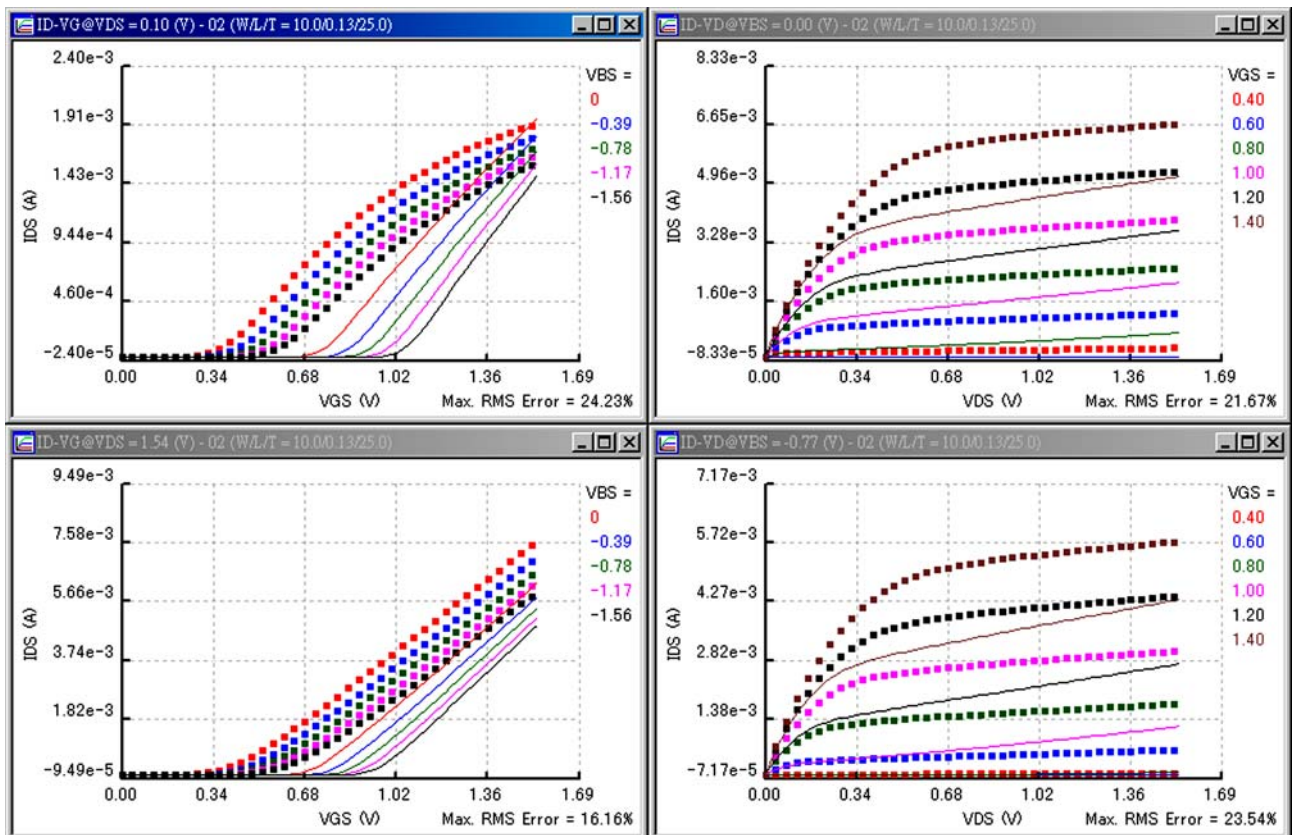 ID-VG@VDS = 0.10 (V) - 02 (W/L/T = 10.0/0.13/25.0)
2.40e-3
1.91e-3
1.43e-3
9.44e-4
4.60e-4
-2.40e-5
IDS (A)
0.00
0.34
0.68
1.02
1.36
1.69
VGS (V)
Max. RMS Error = 24.23%
VBS =
0
-0.39
-0.78
-1.17
-1.56
ID-VD@VBS = 0.00 (V) - 02 (W/L/T = 10.0/0.13/25.0)
8.33e-3
6.65e-3
4.96e-3
3.28e-3
1.60e-3
-8.33e-5
IDS (A)
0.00
0.34
0.68
1.02
1.36
1.69
VDS (V)
Max. RMS Error = 21.67%
VGS =
0.40
0.60
0.80
1.00
1.20
1.40
ID-VG@VDS = 1.54 (V) - 02 (W/L/T = 10.0/0.13/25.0)
9.49e-3
7.58e-3
5.66e-3
3.74e-3
1.82e-3
-9.49e-5
IDS (A)
0.00
0.34
0.68
1.02
1.36
1.69
VGS (V)
Max. RMS Error = 16.16%
VBS =
0
-0.39
-0.78
-1.17
-1.56
ID-VD@VBS = -0.77 (V) - 02 (W/L/T = 10.0/0.13/25.0)
7.17e-3
5.72e-3
4.27e-3
2.82e-3
1.38e-3
-7.17e-5
IDS (A)
0.00
0.34
0.68
1.02
1.36
1.69
VDS (V)
Max. RMS Error = 23.54%
VGS =
0.40
0.60
0.80
1.00
1.20
1.40